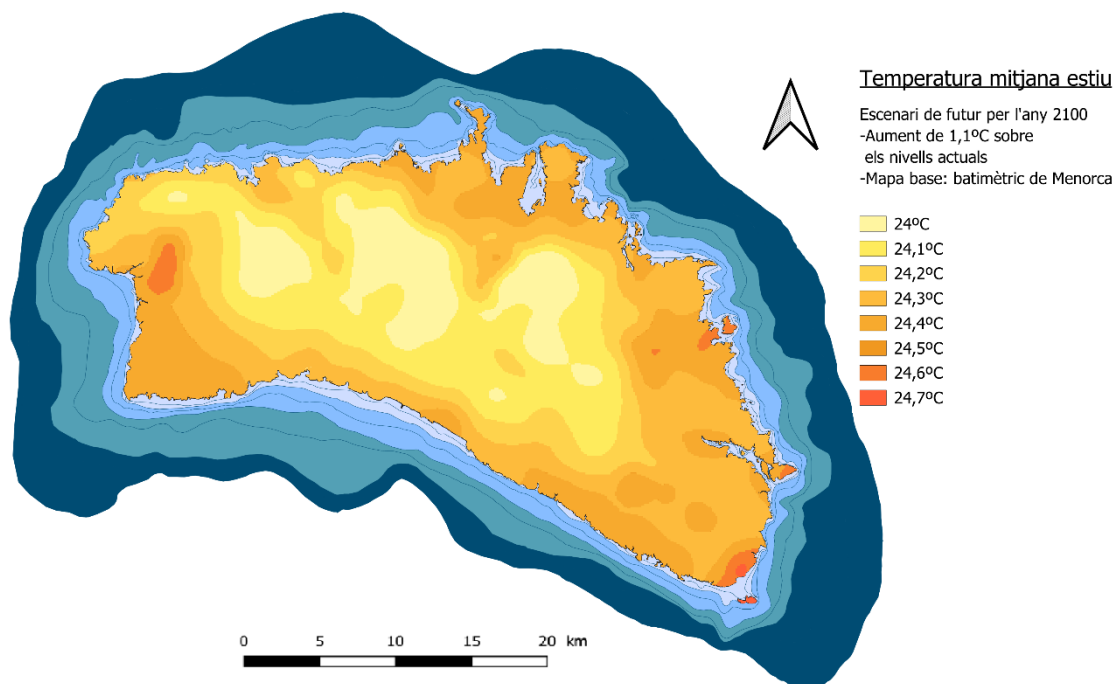 Temperatura mitjana estiu
Escenari de futur per l'any 2100
-Aument de 1,1ºC sobre
els nivells actuals
-Mapa base: batimètric de Menorca
24ºC
24,1ºC
24,2ºC
24,3ºC
24,4ºC
24,5ºC
24,6ºC
24,7ºC
0 5 10 15 20 km